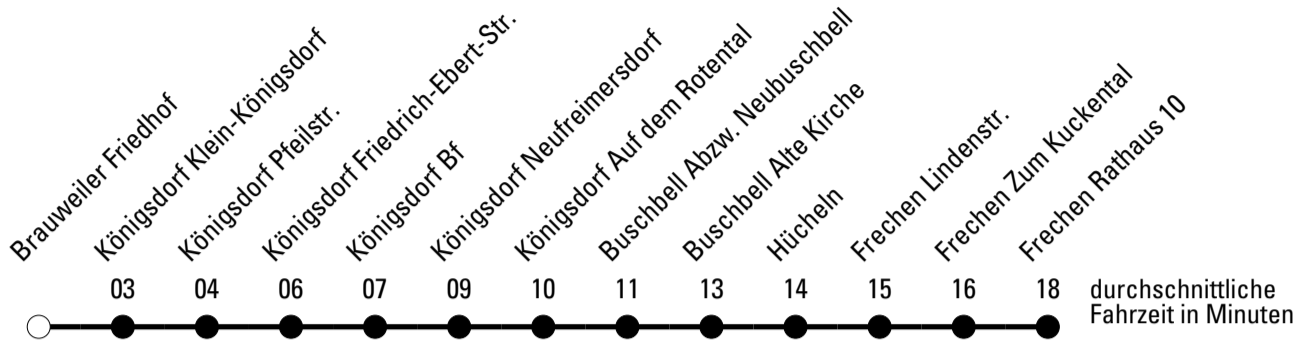 Brauweiler Friedhof
Königsdorf Klein-Königsdorf
Königsdorf Pfeilstr.
Königsdorf Friedrich-Ebert-Str.
Königsdorf Bf
Königsdorf Neufreimersdorf
Königsdorf Auf dem Rotental
Buschbell Abzw. Neubuschbell
Buschbell Alte Kirche
Hücheln
Frechen Lindenstr.
Frechen Zum Kuckental
Frechen Rathaus 10
03 04 06 07 09 10 11 13 14 15 16 18 durchschnittliche
Fahrzeit in Minuten